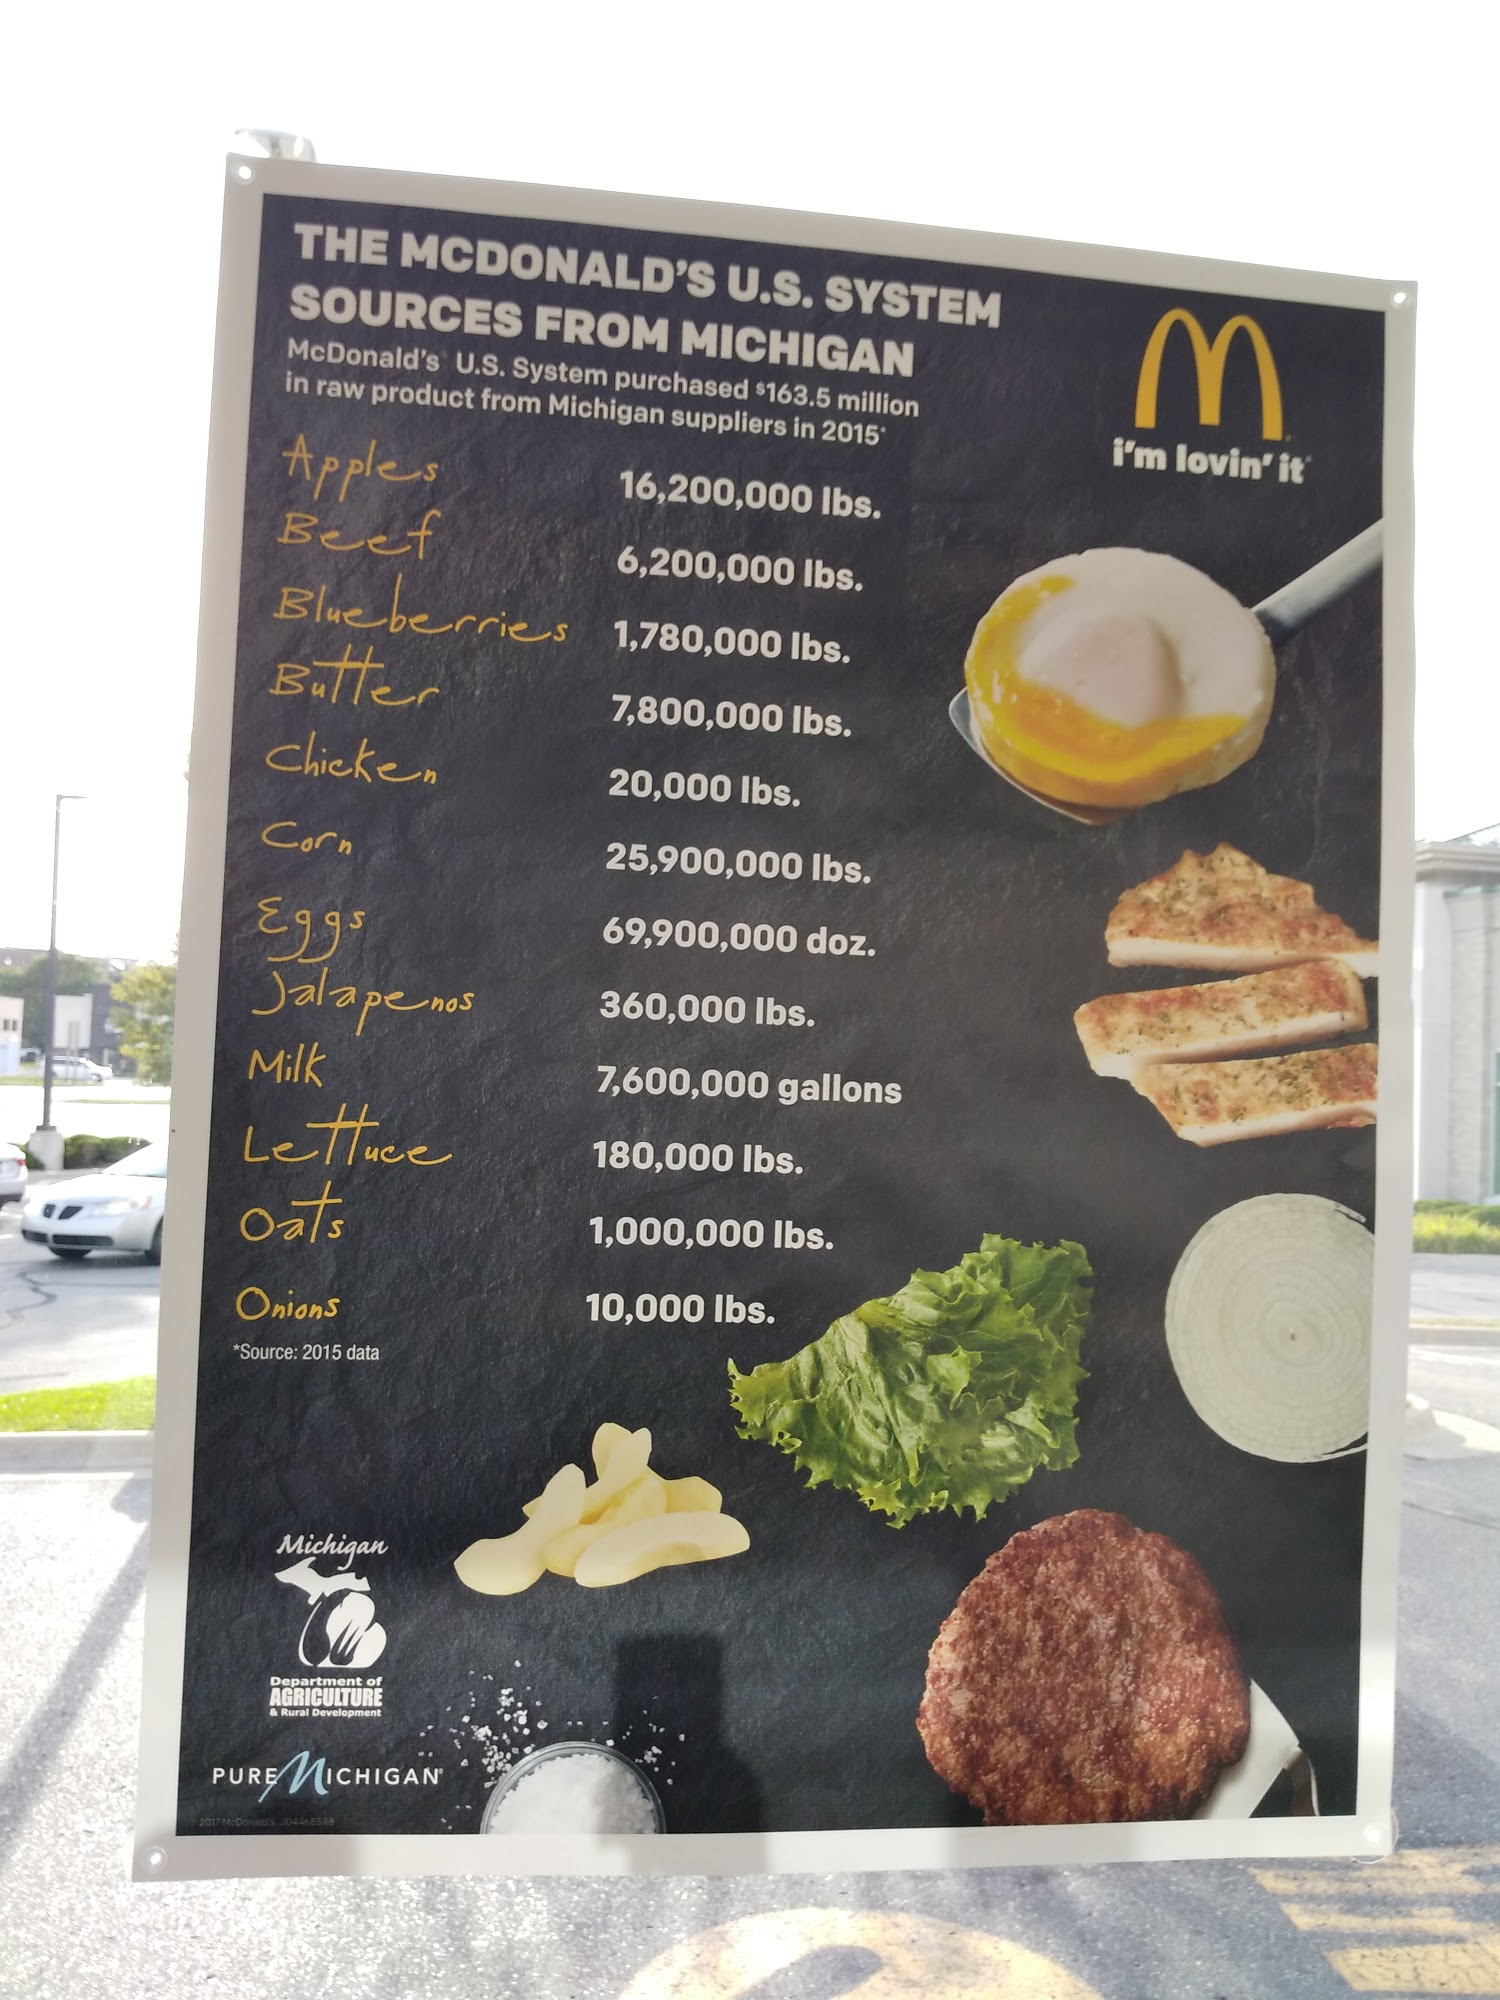 THE MCDONALD'S U.S. SYSTEM
SOURCES FROM MICHIGAN
McDonald's U.S. System purchased $163.5 million
in raw product from Michigan suppliers in 2015*
i'm lovin' it
Apples 16,200,000 lbs.
Beef 6,200,000 lbs.
Blueberries 1,780,000 lbs.
Butter 7,800,000 lbs.
Chicken 20,000 lbs.
Corn 25,900,000 lbs.
Eggs 69,900,000 doz.
Jalapenos 360,000 lbs.
Milk 7,600,000 gallons
Lettuce 180,000 lbs.
Oats 1,000,000 lbs.
Onions 10,000 lbs.
*Source: 2015 data
Michigan
Department of
AGRICULTURE
& Rural Development
PURE MICHIGAN®
2017 McDonald's.